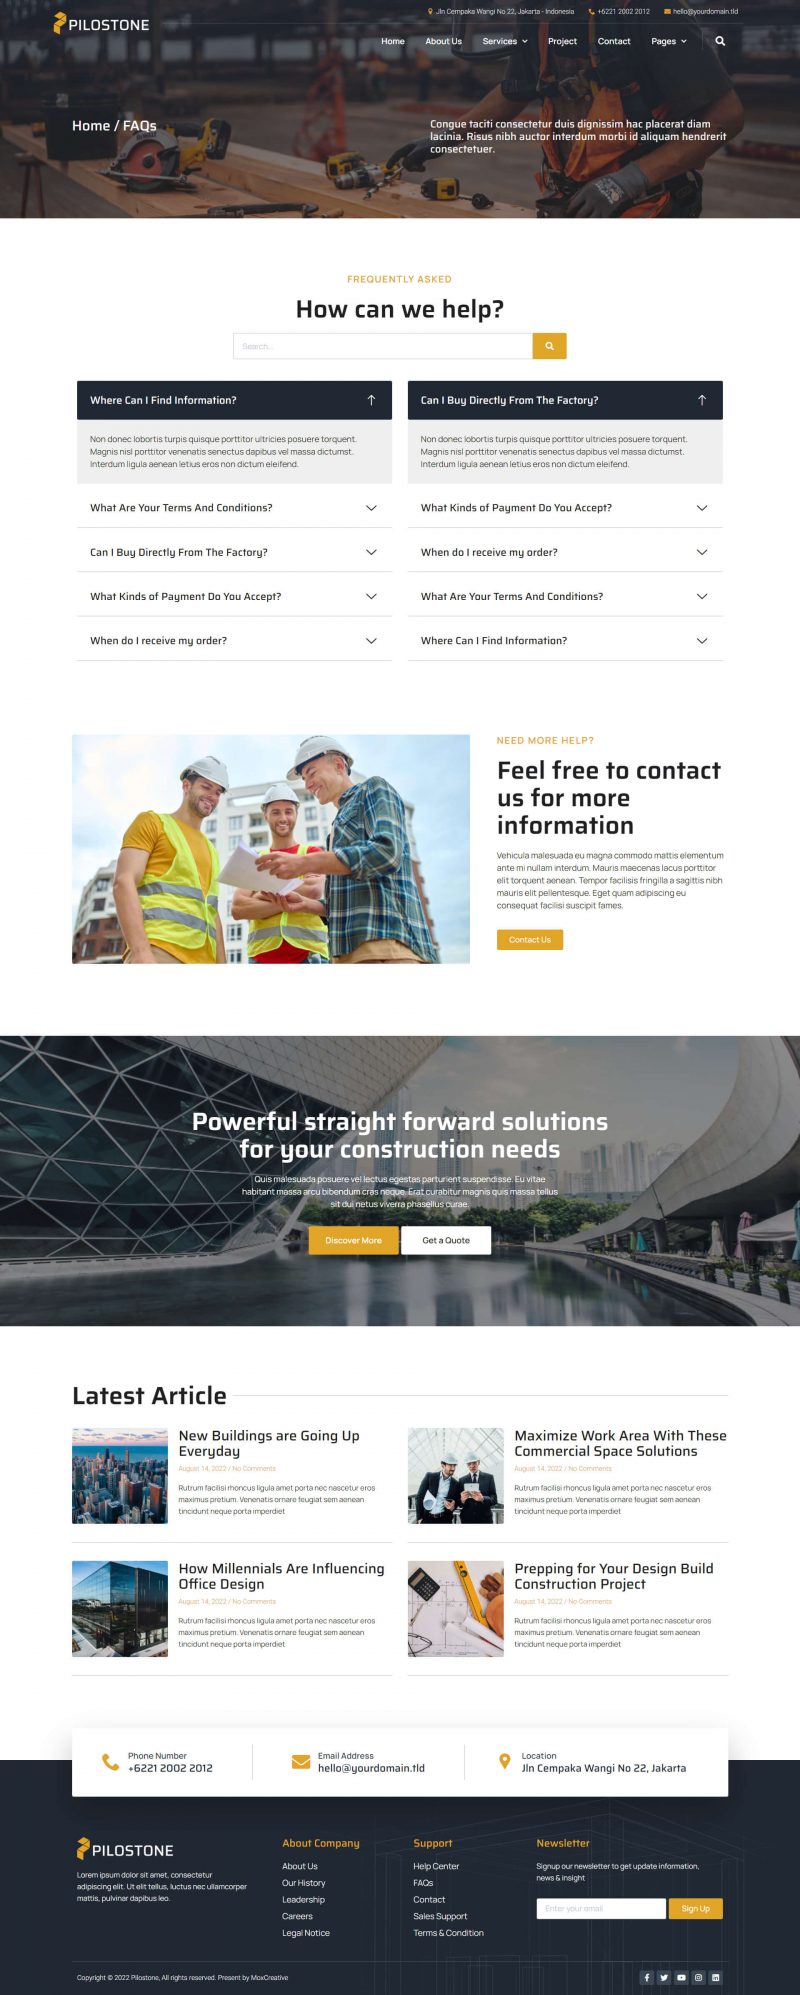 Jln Cempaka Wangi No 22, Jakarta - Indonesia
+6221 2002 2012
hello@yourdomain.tld
PILOSTONE
Home
About Us
Services
Project
Contact
Pages
Home / FAQs
Congue taciti consectetur duis dignissim hac placerat diam
lacinia. Risus nibh auctor interdum morbi id aliquam hendrerit
consectetuer.
FREQUENTLY ASKED
How can we help?
Search...
Where Can I Find Information?
Non donec lobortis turpis quisque porttitor ultricies posuere torquent.
Magnis nisl porttitor venenatis senectus dapibus vel massa dictumst.
Interdum ligula aenean letius eros non dictum eleifend.
What Are Your Terms And Conditions?
Can I Buy Directly From The Factory?
What Kinds of Payment Do You Accept?
When do I receive my order?
Can I Buy Directly From The Factory?
Non donec lobortis turpis quisque porttitor ultricies posuere torquent.
Magnis nisl porttitor venenatis senectus dapibus vel massa dictumst.
Interdum ligula aenean letius eros non dictum eleifend.
What Kinds of Payment Do You Accept?
When do I receive my order?
What Are Your Terms And Conditions?
Where Can I Find Information?
NEED MORE HELP?
Feel free to contact
us for more
information
Vehicula malesuada eu magna commodo mattis elementum
ante mi nullam interdum. Mauris maecenas lacus porttitor
elit torquent aenean. Tempor facilisis fringilla a sagittis nibh
mauris elit pellentesque. Eget quam adipiscing eu
consequat facilisi suscipit fames.
Contact Us
Powerful straight forward solutions
for your construction needs
Quis malesuada posuere vel lectus egestas parturient suspendisse. Eu vitae
habitant massa arcu bibendum cras neque. Erat curabitur magnis quis massa tellus
sit dui netus viverra phasellus curae.
Discover More
Get a Quote
Latest Article
New Buildings are Going Up
Everyday
August 14, 2022 / No Comments
Rutrum facilisi rhoncus ligula amet porta nec nascetur eros
maximus pretium. Venenatis ornare feugiat sem aenean
tincidunt neque porta imperdiet
Maximize Work Area With These
Commercial Space Solutions
August 14, 2022 / No Comments
Rutrum facilisi rhoncus ligula amet porta nec nascetur eros
maximus pretium. Venenatis ornare feugiat sem aenean
tincidunt neque porta imperdiet
How Millennials Are Influencing
Office Design
August 14, 2022 / No Comments
Rutrum facilisi rhoncus ligula amet porta nec nascetur eros
maximus pretium. Venenatis ornare feugiat sem aenean
tincidunt neque porta imperdiet
Prepping for Your Design Build
Construction Project
August 14, 2022 / No Comments
Rutrum facilisi rhoncus ligula amet porta nec nascetur eros
maximus pretium. Venenatis ornare feugiat sem aenean
tincidunt neque porta imperdiet
Phone Number
+6221 2002 2012
Email Address
hello@yourdomain.tld
Location
Jln Cempaka Wangi No 22, Jakarta
PILOSTONE
Lorem ipsum dolor sit amet, consectetur
adipiscing elit. Ut elit tellus, luctus nec ullamcorper
mattis, pulvinar dapibus leo.
About Company
About Us
Our History
Leadership
Careers
Legal Notice
Support
Help Center
FAQs
Contact
Sales Support
Terms & Condition
Newsletter
Signup our newsletter to get update information,
news & insight
Enter your email
Sign Up
Copyright © 2022 Pilostone, All rights reserved. Present by MoxCreative